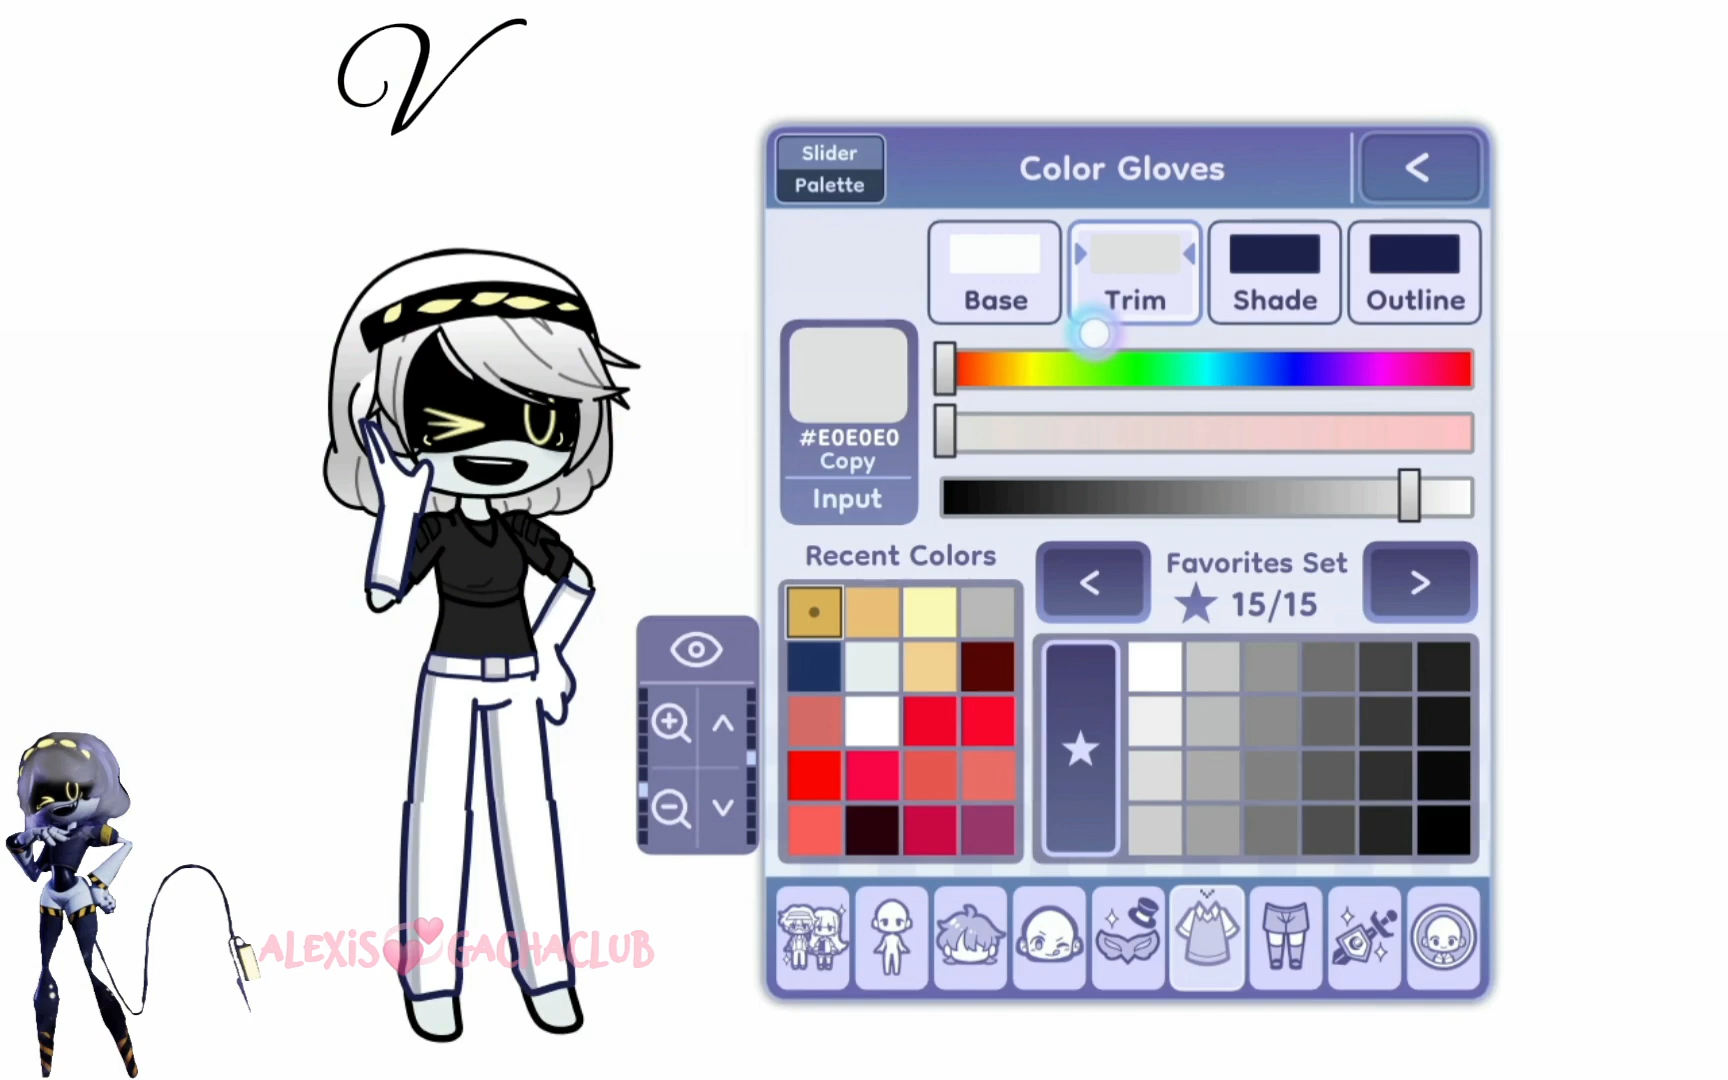 V
Slider
Palette
Color Gloves
<
Base
Trim
Shade
Outline
#E0E0E0
Copy
Input
Recent Colors
<
Favorites Set
15/15
>
ALEXIS GACHACLUB